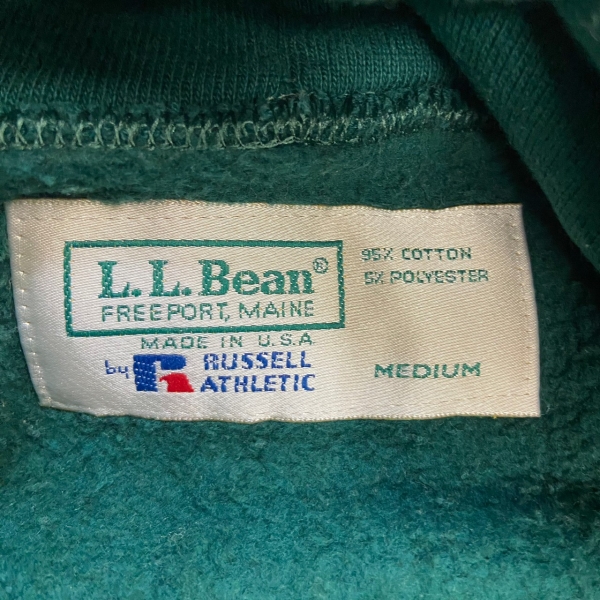 L.L.Bean®
FREEPORT, MAINE
MADE IN U.S.A
by R RUSSELL
ATHLETIC
95% COTTON
5% POLYESTER
MEDIUM